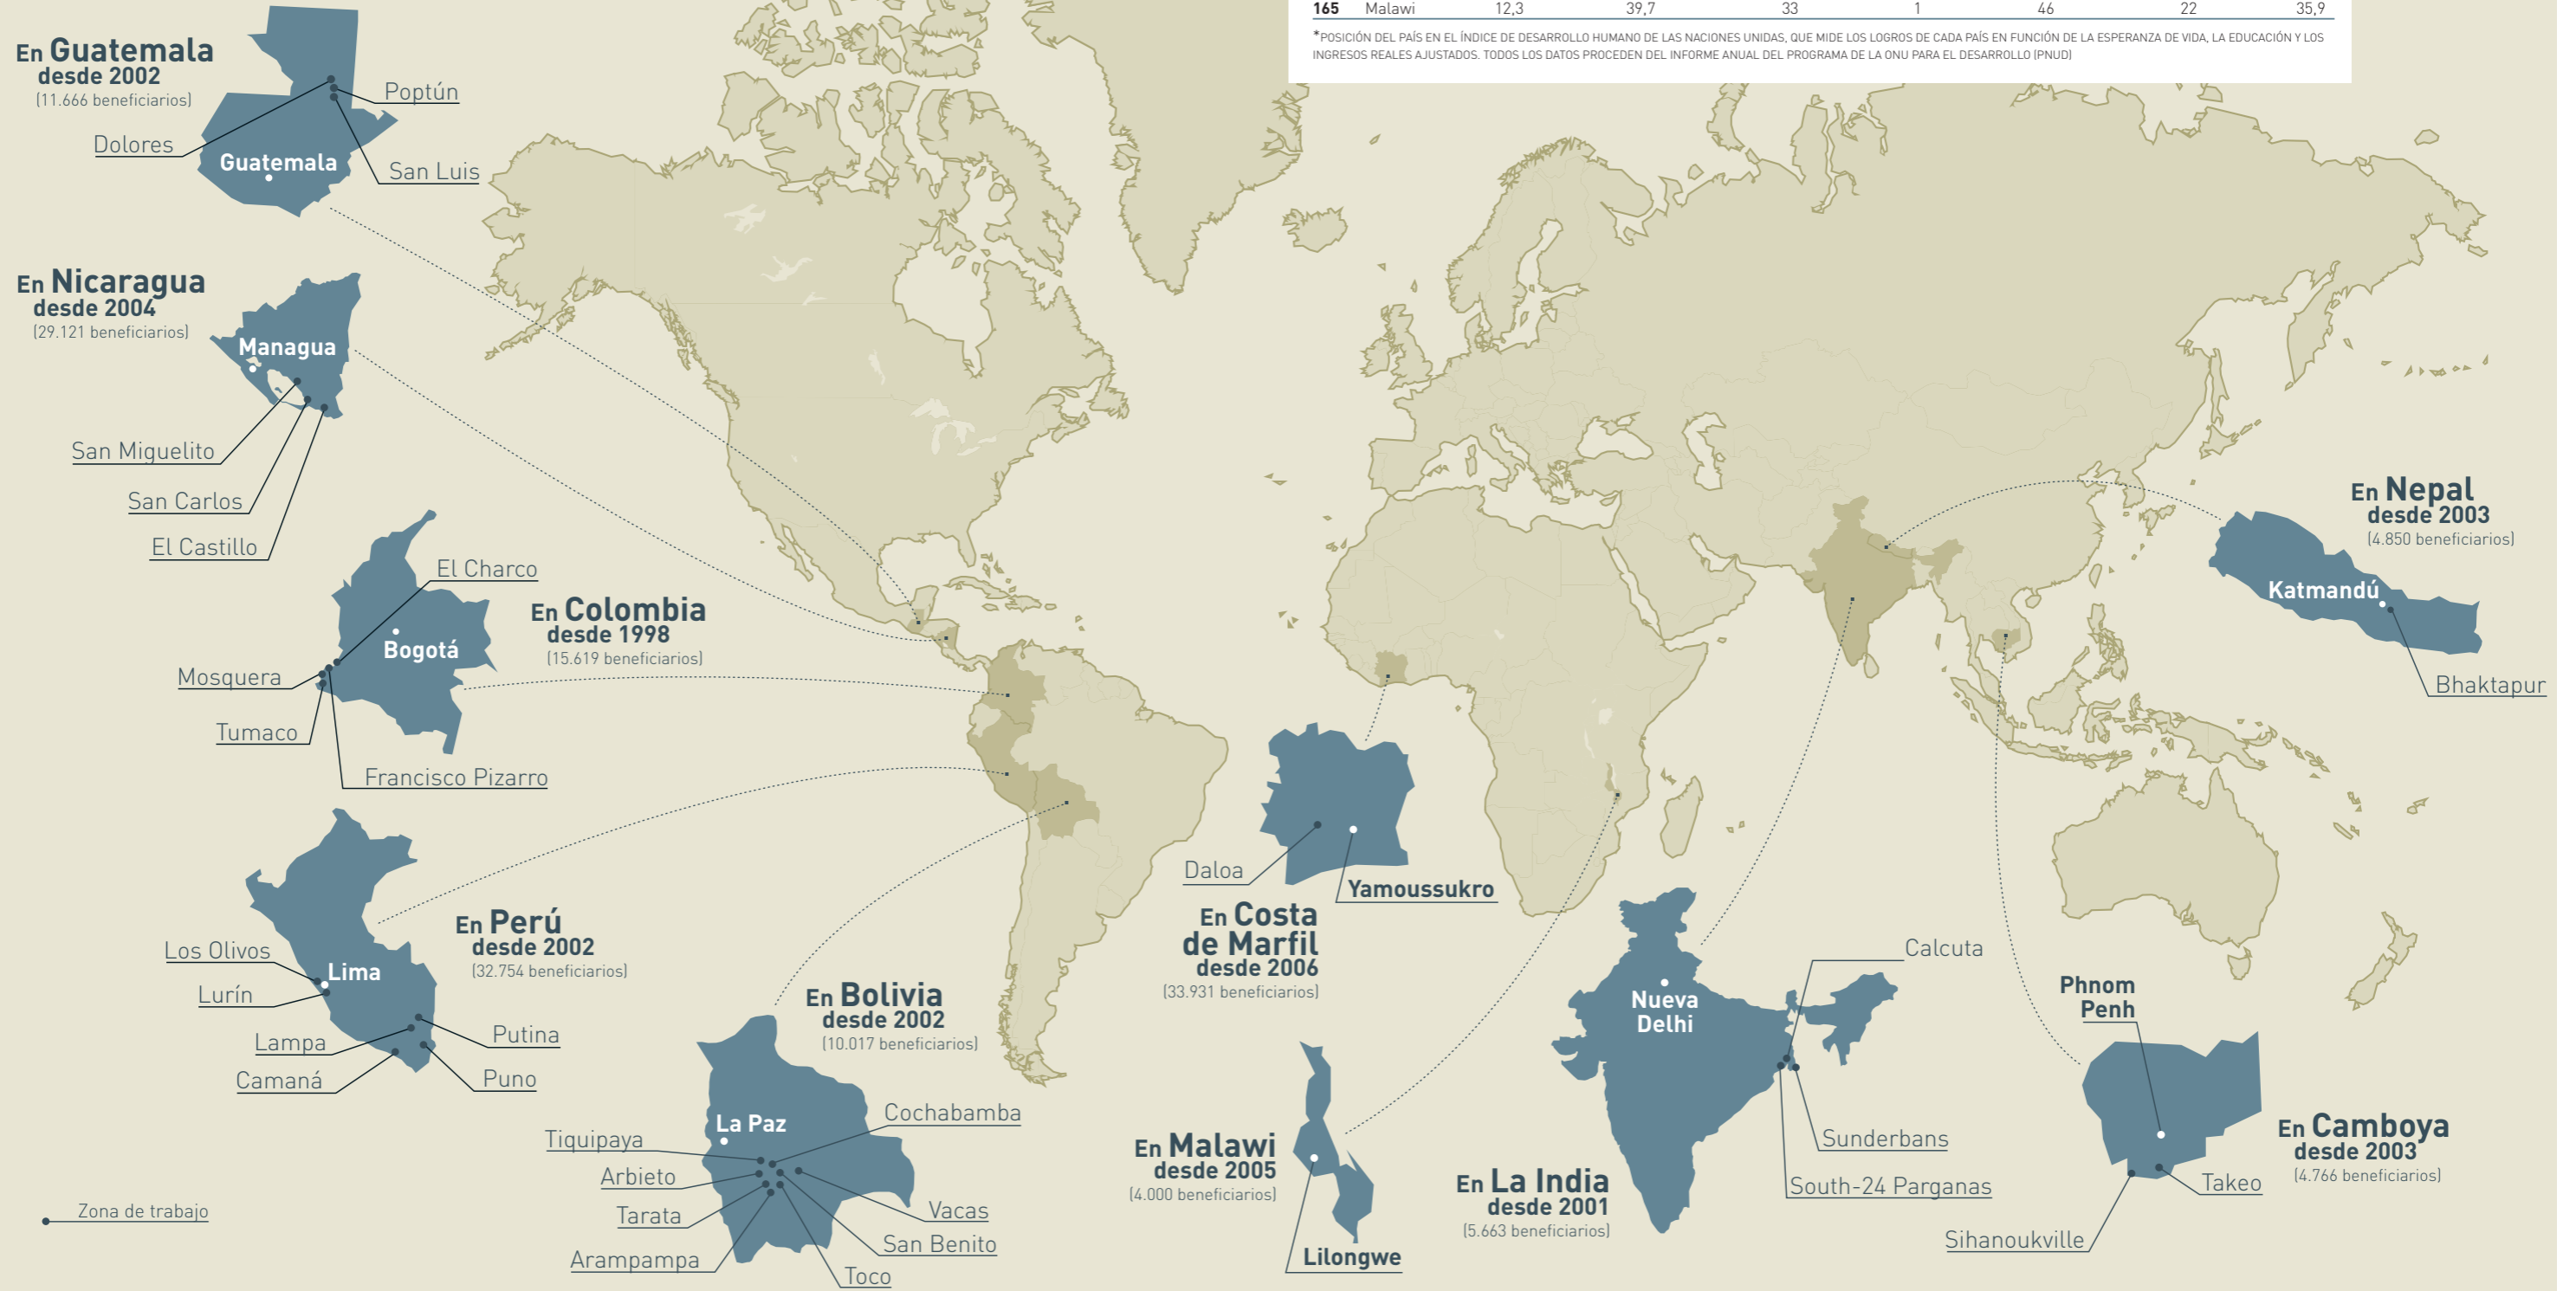 165 Malawi 12,3 39,7 33 1 46 22 35,9
*POSICIÓN DEL PAÍS EN EL ÍNDICE DE DESARROLLO HUMANO DE LAS NACIONES UNIDAS, QUE MIDE LOS LOGROS DE CADA PAÍS EN FUNCIÓN DE LA ESPERANZA DE VIDA, LA EDUCACIÓN Y LOS
INGRESOS REALES AJUSTADOS. TODOS LOS DATOS PROCEDEN DEL INFORME ANUAL DEL PROGRAMA DE LA ONU PARA EL DESARROLLO (PNUD)
En Guatemala
desde 2002
(11.666 beneficiarios)
Poptún
Dolores
Guatemala
San Luis
En Nicaragua
desde 2004
(29.121 beneficiarios)
Managua
San Miguelito
San Carlos
El Castillo
El Charco
En Colombia
desde 1998
(15.619 beneficiarios)
Bogotá
Mosquera
Tumaco
Francisco Pizarro
En Perú
desde 2002
(32.754 beneficiarios)
Los Olivos
Lima
Lurín
Lampa
Putina
Camaná
Puno
En Bolivia
desde 2002
(10.017 beneficiarios)
La Paz
Cochabamba
Tiquipaya
Arbieto
Tarata
Vacas
San Benito
Arampampa
Toco
Zona de trabajo
Daloa
Yamoussukro
En Costa
de Marfil
desde 2006
(33.931 beneficiarios)
En Malawi
desde 2005
(4.000 beneficiarios)
Lilongwe
En La India
desde 2001
(5.663 beneficiarios)
Nueva
Delhi
Calcuta
Sunderbans
South-24 Parganas
En Nepal
desde 2003
(4.850 beneficiarios)
Katmandú
Bhaktapur
Phnom
Penh
En Camboya
desde 2003
(4.766 beneficiarios)
Takeo
Sihanoukville